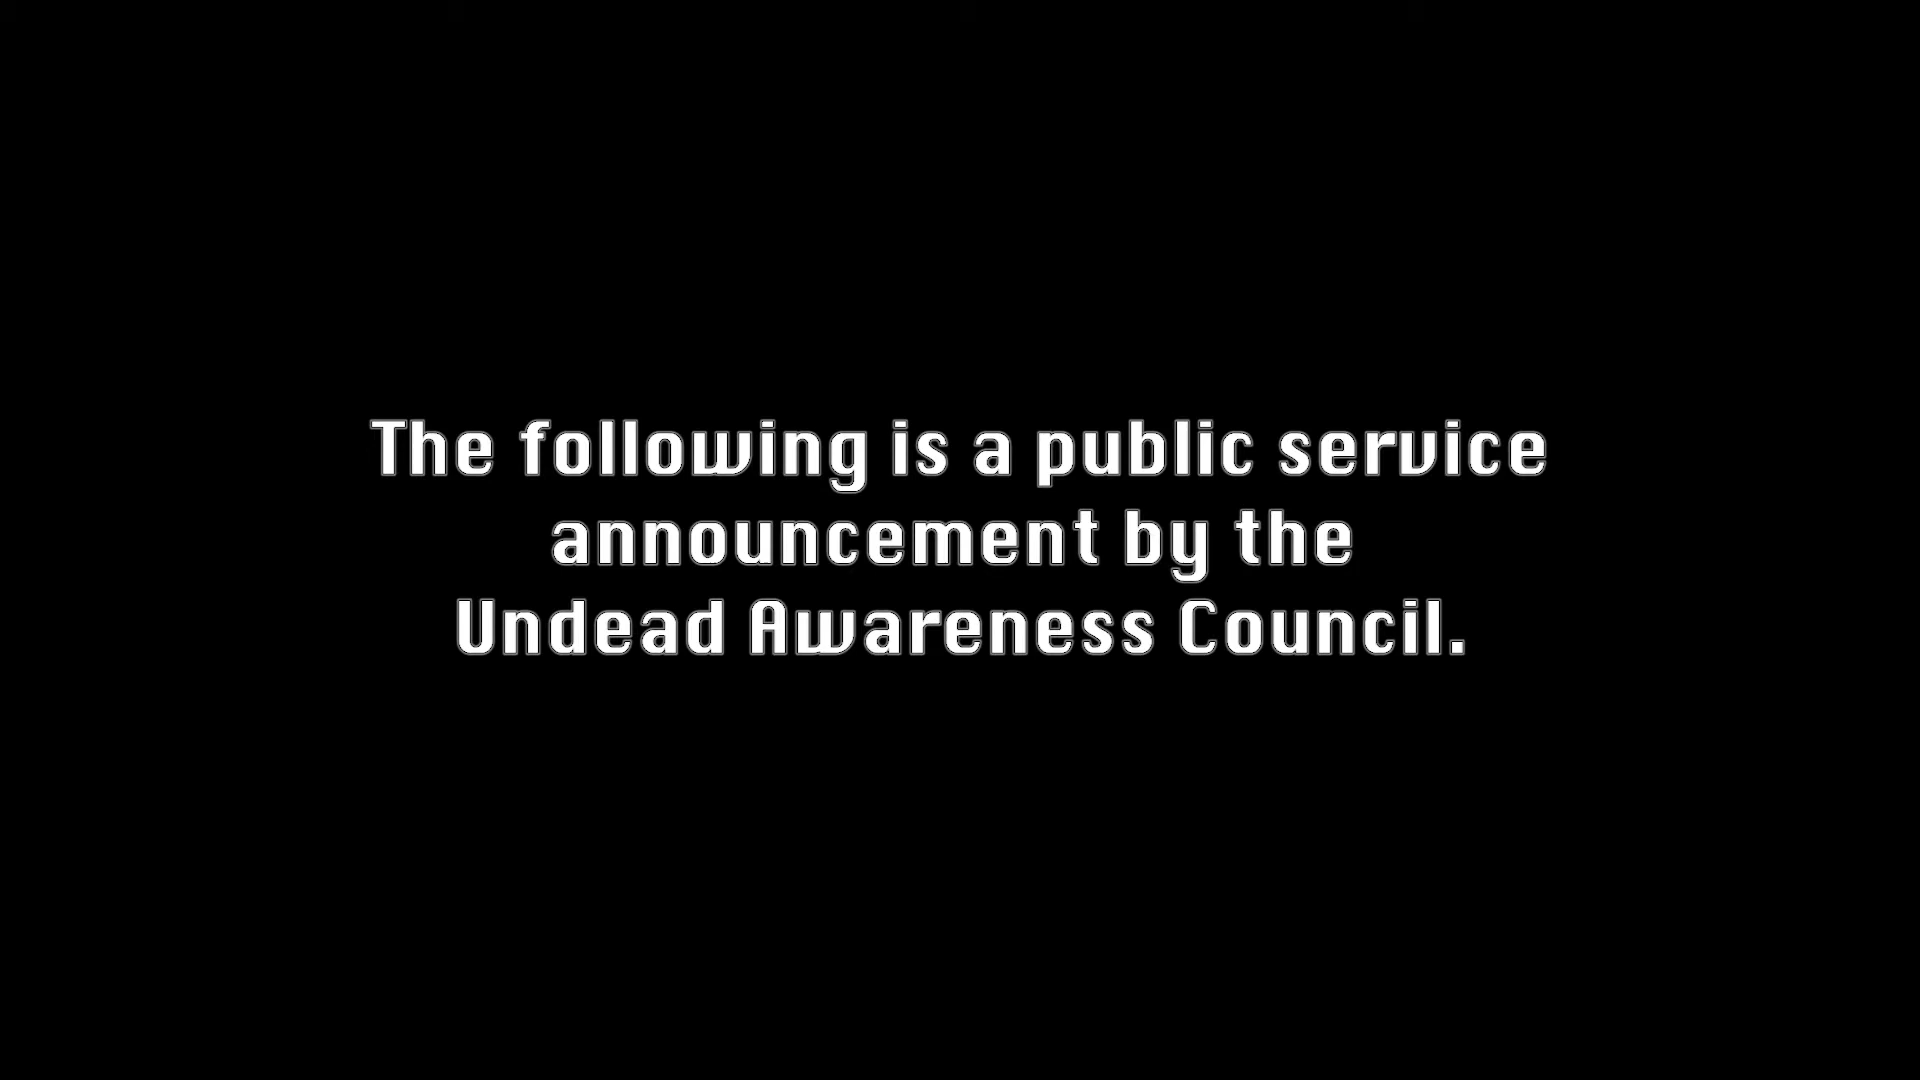 The following is a public service
announcement by the
Undead Awareness Council.